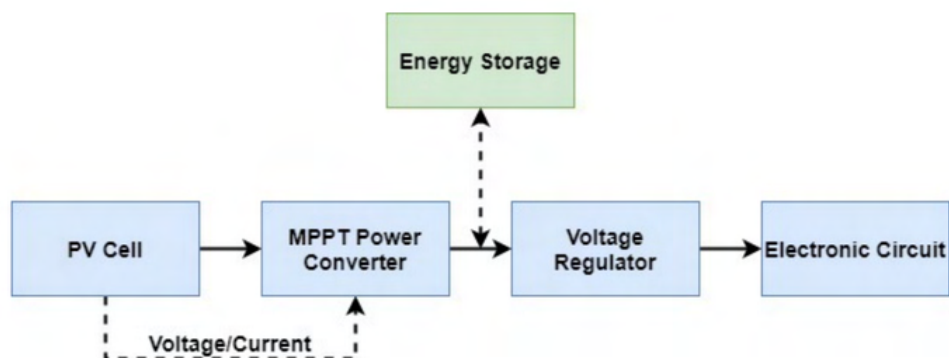 Energy Storage
PV Cell
MPPT Power
Converter
Voltage
Regulator
Electronic Circuit
Voltage/Current